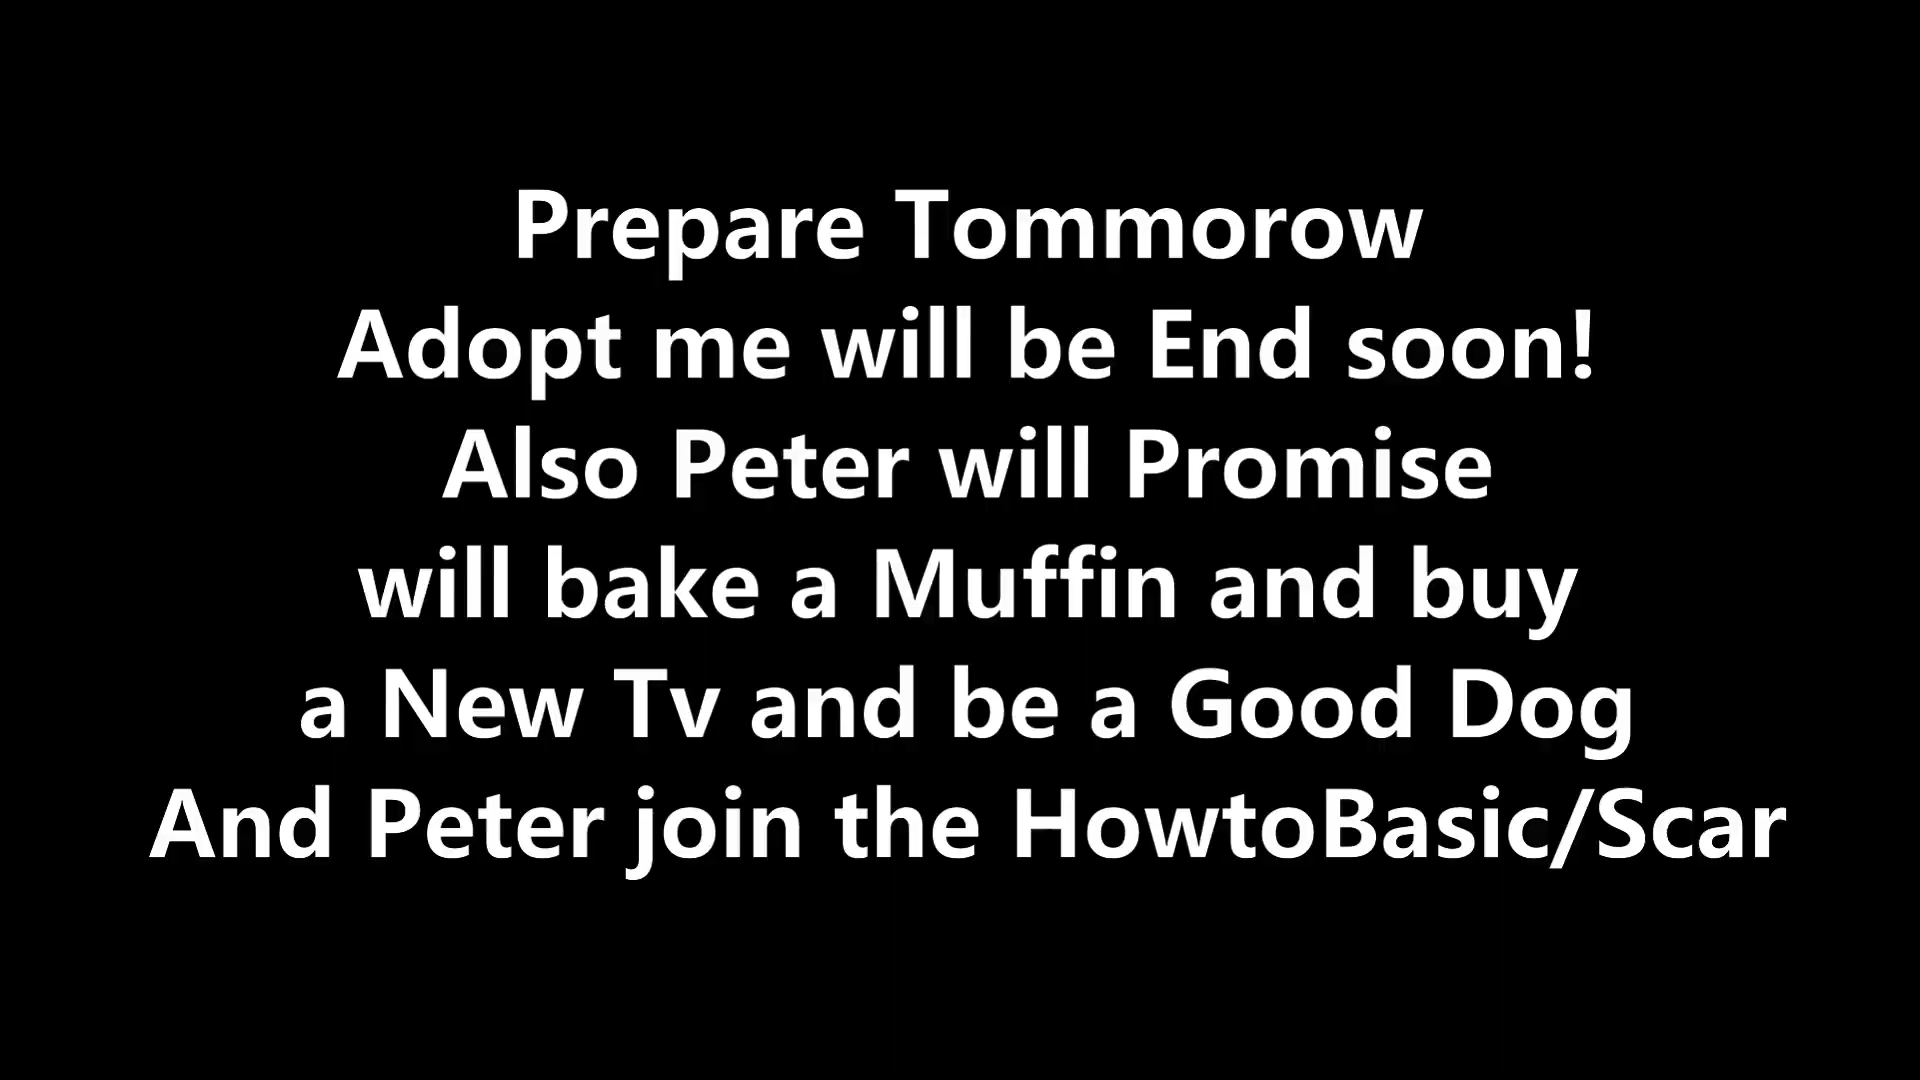 Prepare Tommorow
Adopt me will be End soon!
Also Peter will Promise
will bake a Muffin and buy
a New Tv and be a Good Dog
And Peter join the HowtoBasic/Scar